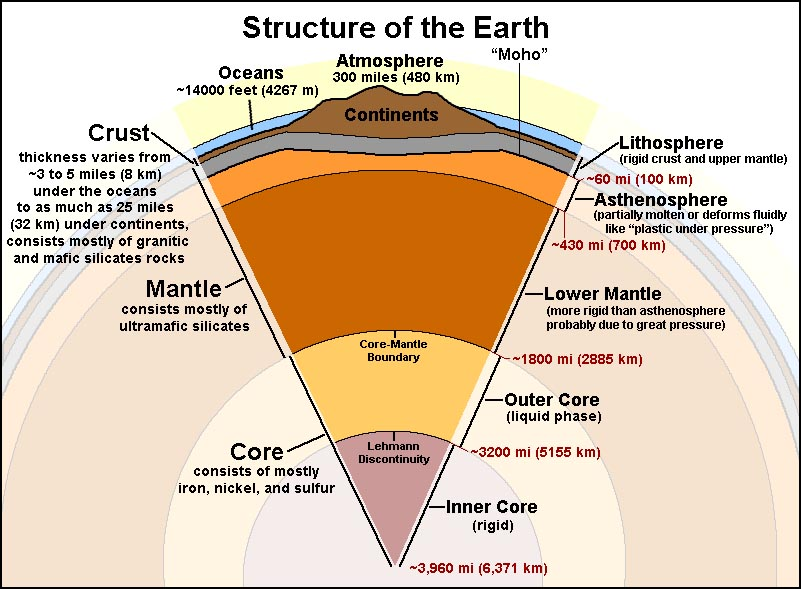 Structure of the Earth
Oceans
~14000 feet (4267 m)
Atmosphere
300 miles (480 km)
“Moho”
Continents
Crust
thickness varies from
~3 to 5 miles (8 km)
under the oceans
to as much as 25 miles
(32 km) under continents,
consists mostly of granitic
and mafic silicates rocks
Mantle
consists mostly of
ultramafic silicates
Core
consists of mostly
iron, nickel, and sulfur
Lithosphere
(rigid crust and upper mantle)
~60 mi (100 km)
Asthenosphere
(partially molten or deforms fluidly
like “plastic under pressure”)
~430 mi (700 km)
Lower Mantle
(more rigid than asthenosphere
probably due to great pressure)
Core-Mantle
Boundary
~1800 mi (2885 km)
Outer Core
(liquid phase)
Lehmann
Discontinuity
~3200 mi (5155 km)
Inner Core
(rigid)
~3,960 mi (6,371 km)